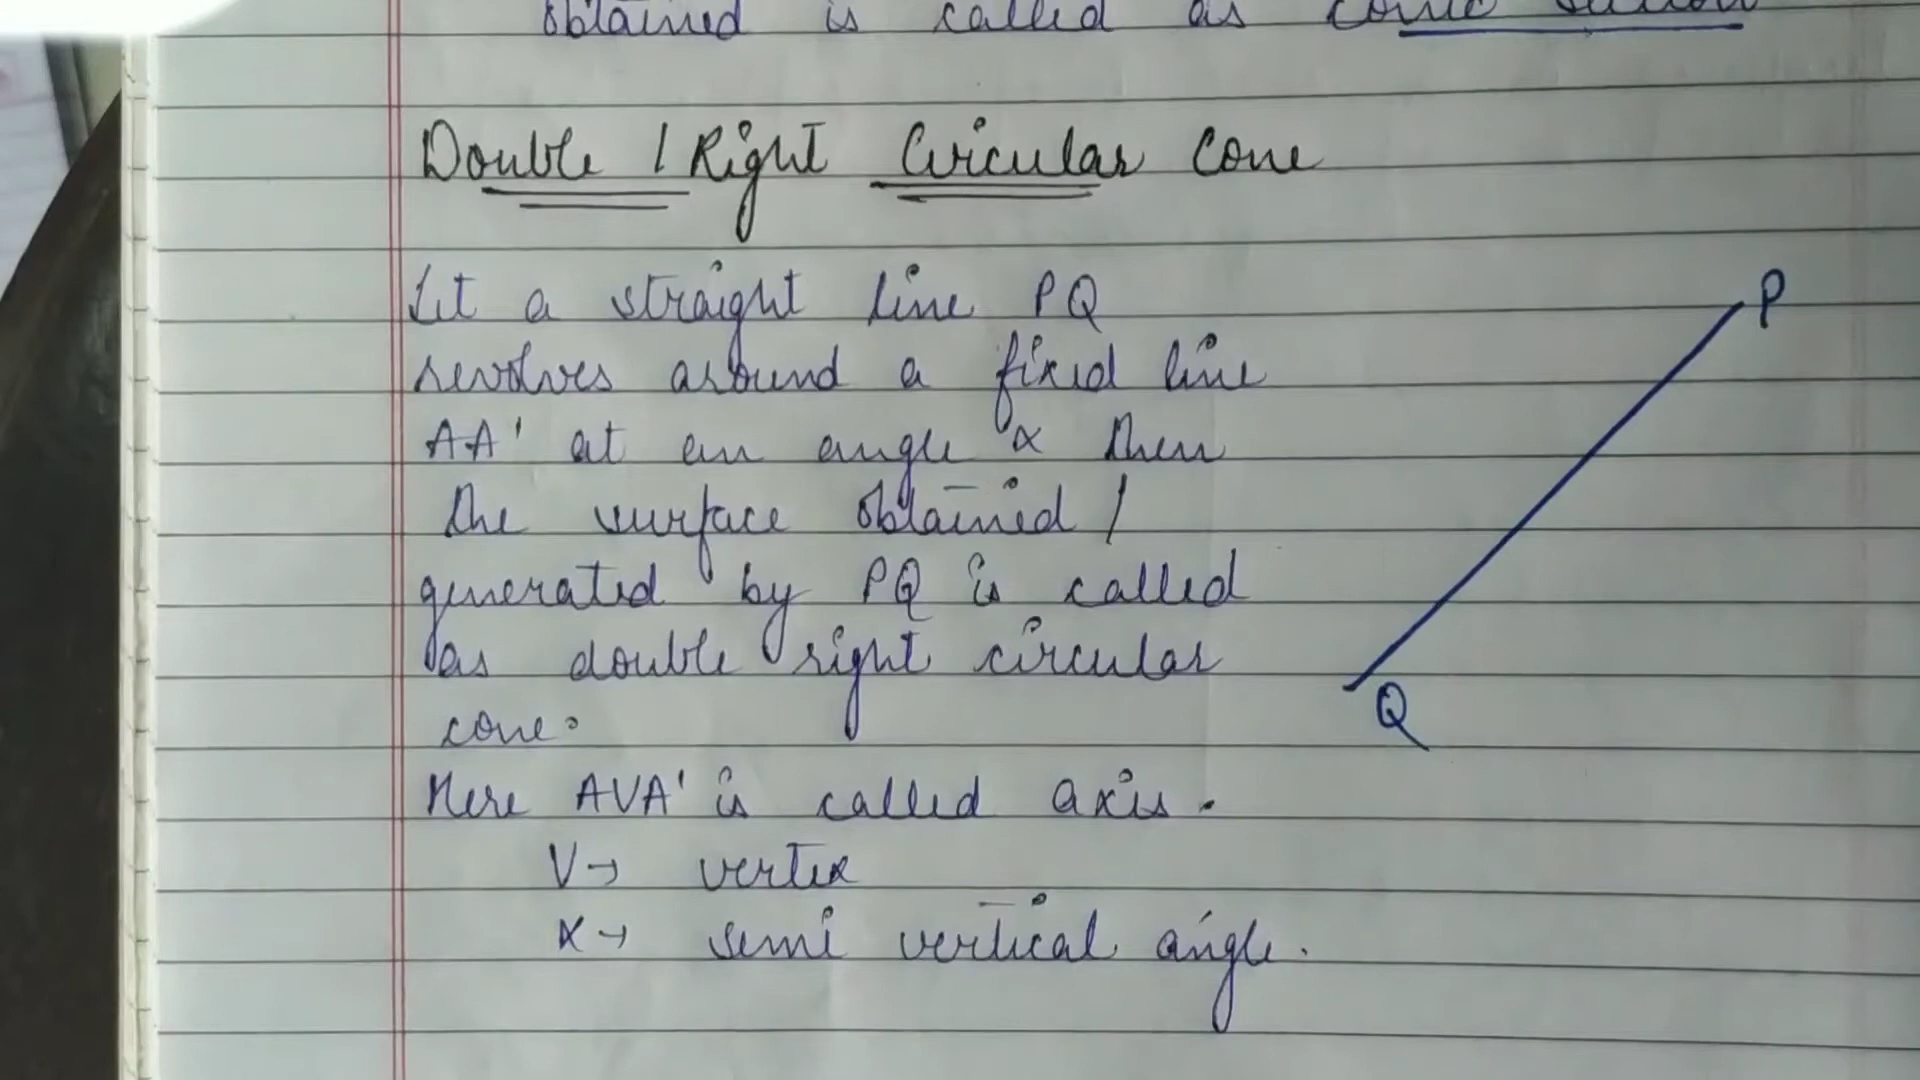 obtained is called as conic section
Double / Right Circular Cone
Let a straight line PQ
revolves around a fixed line
AA' at an angle α then
the surface obtained /
generated by PQ is called
as double right circular
cone.
Here AVA' is called axis.
V→ vertex
α→ semi vertical angle.
P
Q